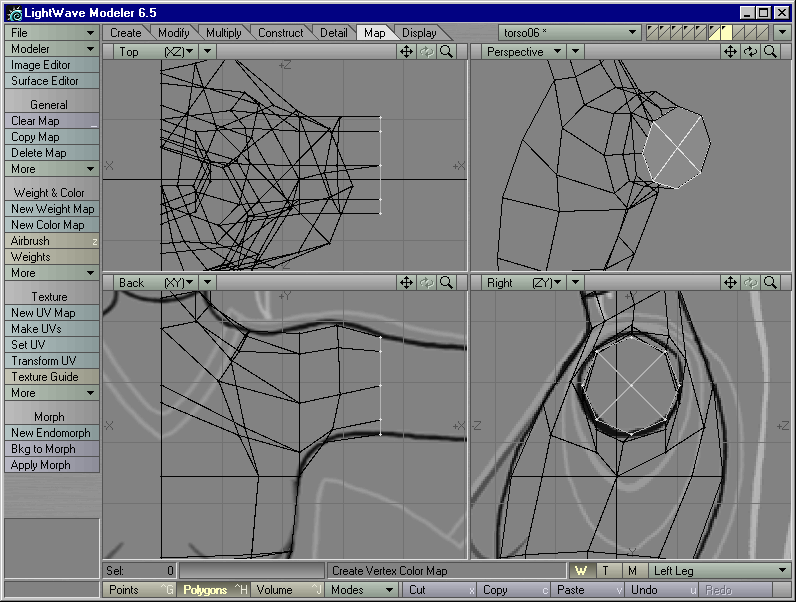 LightWave Modeler 6.5
File
Create Modify Multiply Construct Detail Map Display torso06 *
Modeler
Top (XZ) Perspective
Image Editor
Surface Editor
General
Clear Map
Copy Map
Delete Map
More
Weight & Color
New Weight Map
New Color Map
Airbrush z
Weights
More
Texture
New UV Map
Make UVs
Set UV
Transform UV
Texture Guide
More
Morph
New Endomorph
Bkg to Morph
Apply Morph
+Z
-X +X
-Z
Back (XY) Right (ZY)
+Y
-X +X
-Z +Z
Sel: 0 Create Vertex Color Map W T M Left Leg
Points ^G Polygons ^H Volume ^J Modes Cut x Copy c Paste v Undo u Redo